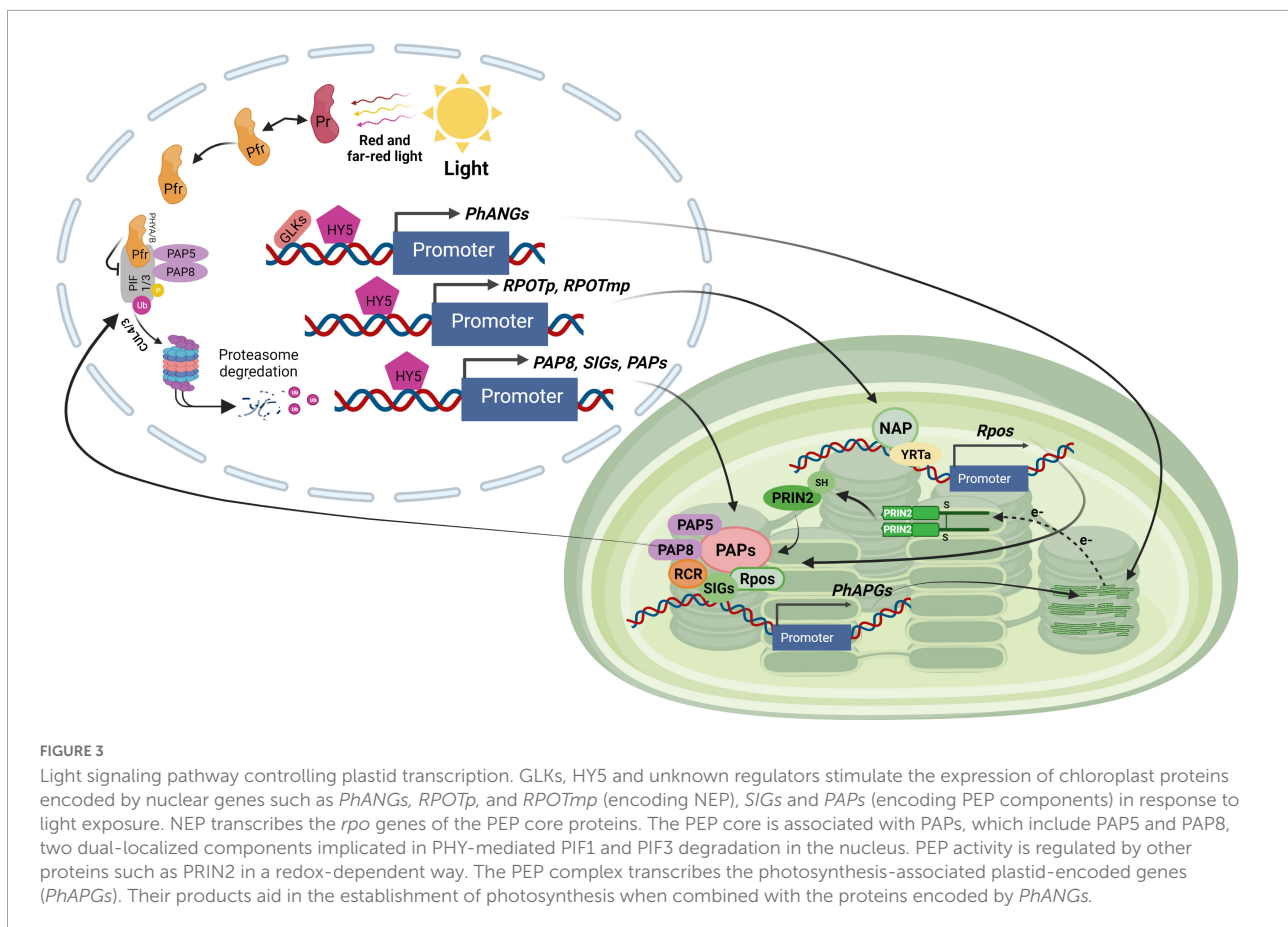 Pr
Red and
far-red light
Light
Pfr
Pfr
PHYA/B
Pfr
PIF
1/3
PAP5
PAP8
P
Ub
CUL4/3
Proteasome
degredation
Ub
Ub
Ub
GLKs
HY5
PhANGs
Promoter
HY5
RPOTp, RPOTmp
Promoter
HY5
PAP8, SIGs, PAPs
Promoter
NAP
YRTa
Rpos
Promoter
SH
PRIN2
PRIN2
PRIN2
S
S
e-
e-
PAP5
PAP8
PAPs
RCR
SIGs
Rpos
PhAPGs
Promoter
FIGURE 3
Light signaling pathway controlling plastid transcription. GLKs, HY5 and unknown regulators stimulate the expression of chloroplast proteins
encoded by nuclear genes such as PhANGs, RPOTp, and RPOTmp (encoding NEP), SIGs and PAPs (encoding PEP components) in response to
light exposure. NEP transcribes the rpo genes of the PEP core proteins. The PEP core is associated with PAPs, which include PAP5 and PAP8,
two dual-localized components implicated in PHY-mediated PIF1 and PIF3 degradation in the nucleus. PEP activity is regulated by other
proteins such as PRIN2 in a redox-dependent way. The PEP complex transcribes the photosynthesis-associated plastid-encoded genes
(PhAPGs). Their products aid in the establishment of photosynthesis when combined with the proteins encoded by PhANGs.